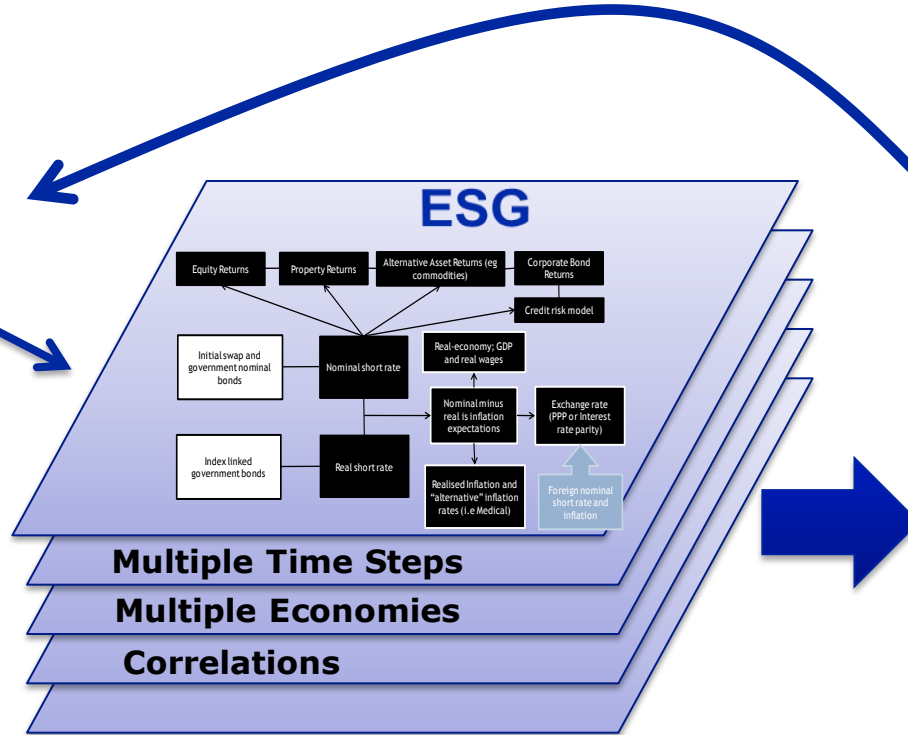 ESG
Equity Returns
Property Returns
Alternative Asset Returns (eg
commodities)
Corporate Bond
Returns
Credit risk model
Initial swap and
government nominal
bonds
Nominal short rate
Real-economy; GDP
and real wages
Nominal minus
real is inflation
expectations
Exchange rate
(PPP or Interest
rate parity)
Index linked
government bonds
Real short rate
Realised Inflation and
“alternative” inflation
rates (i.e Medical)
Foreign nominal
short rate and
inflation
Multiple Time Steps
Multiple Economies
Correlations